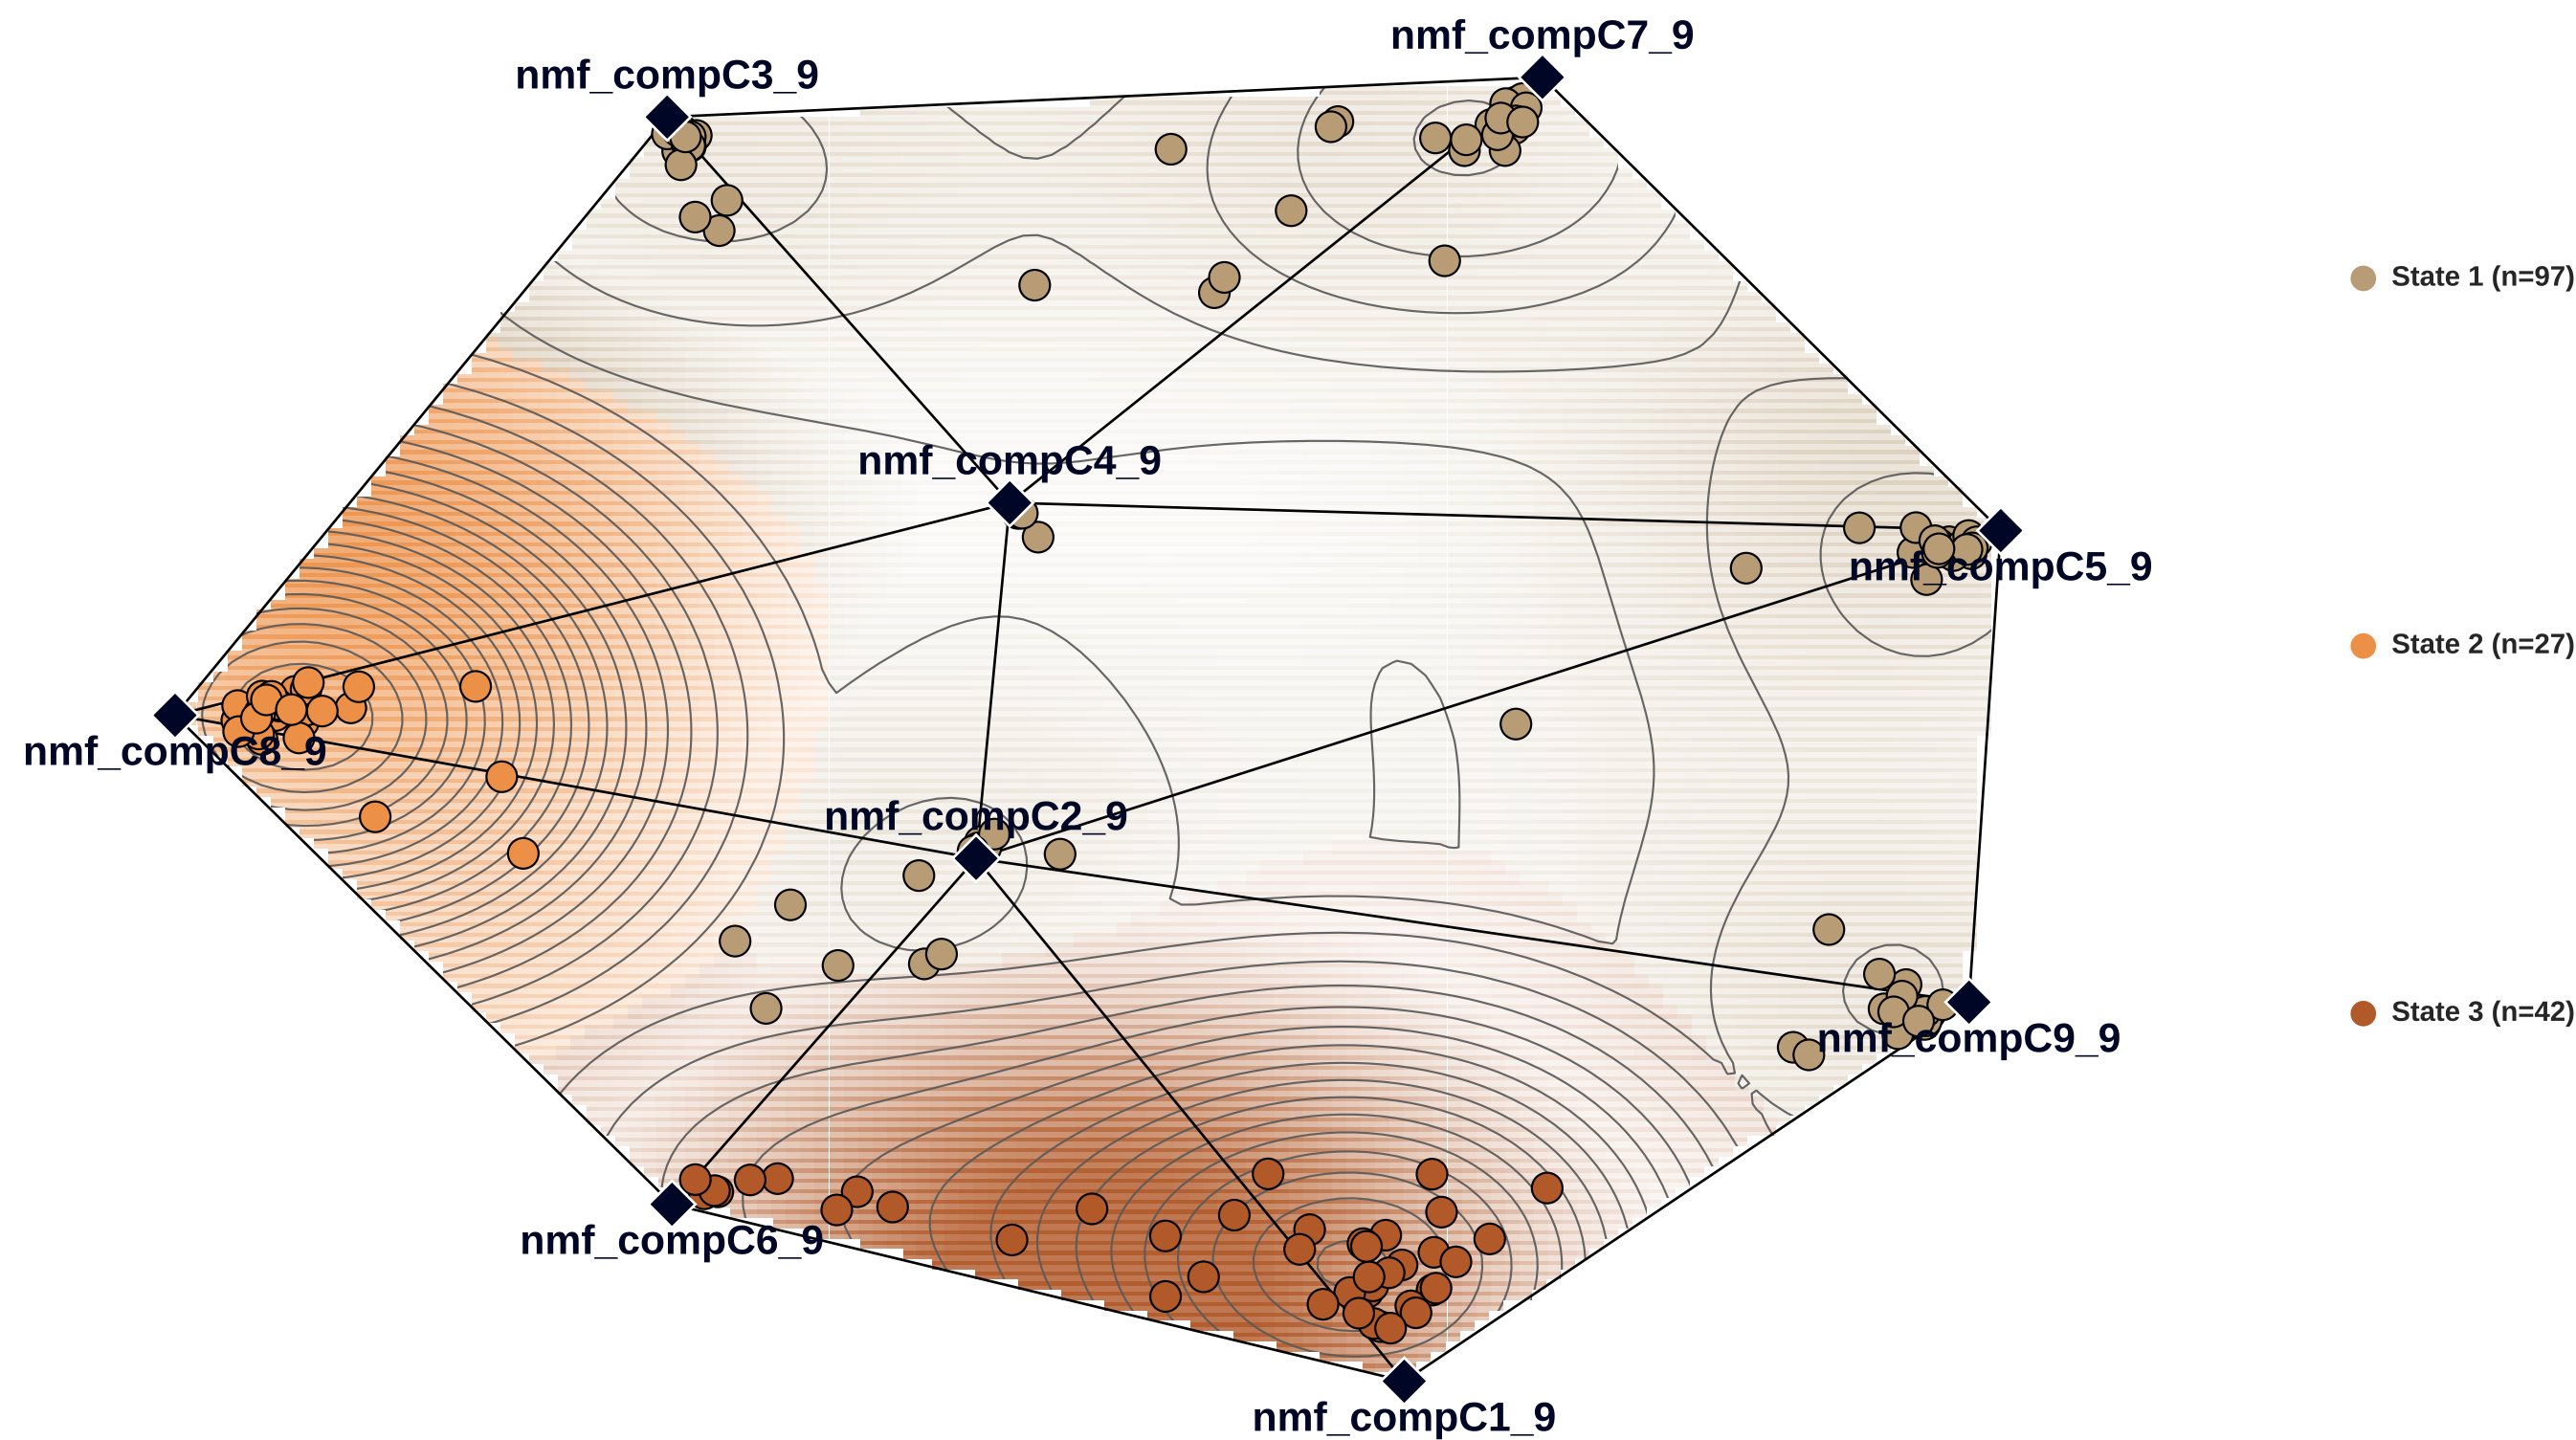 nmf_compC7_9
nmf_compC3_9
State 1 (n=97)
nmf_compC4_9
nmf_compC5_9
State 2 (n=27)
nmf_compC8_9
nmf_compC2_9
State 3 (n=42)
nmf_compC9_9
nmf_compC6_9
nmf_compC1_9